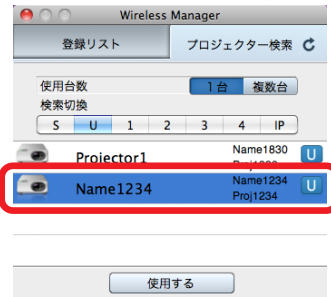 Wireless Manager
登録リスト プロジェクター検索
使用台数 1台 複数台
検索切換
S U 1 2 3 4 IP
Projector1 Name1830 U
Name1234 Name1234 U
Proj1234
使用する